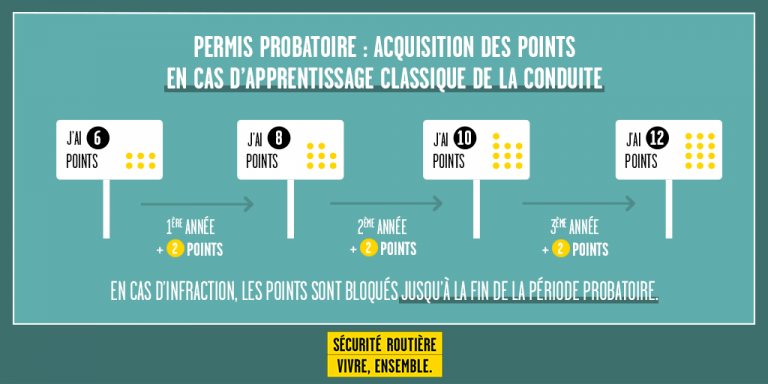 PERMIS PROBATOIRE : ACQUISITION DES POINTS
EN CAS D'APPRENTISSAGE CLASSIQUE DE LA CONDUITE
J'AI 6
POINTS
J'AI 8
POINTS
J'AI 10
POINTS
J'AI 12
POINTS
1ÈRE ANNÉE
+ 2 POINTS
2ÈME ANNÉE
+ 2 POINTS
3ÈME ANNÉE
+ 2 POINTS
EN CAS D'INFRACTION, LES POINTS SONT BLOQUÉS JUSQU'À LA FIN DE LA PÉRIODE PROBATOIRE.
SÉCURITÉ ROUTIÈRE
VIVRE, ENSEMBLE.